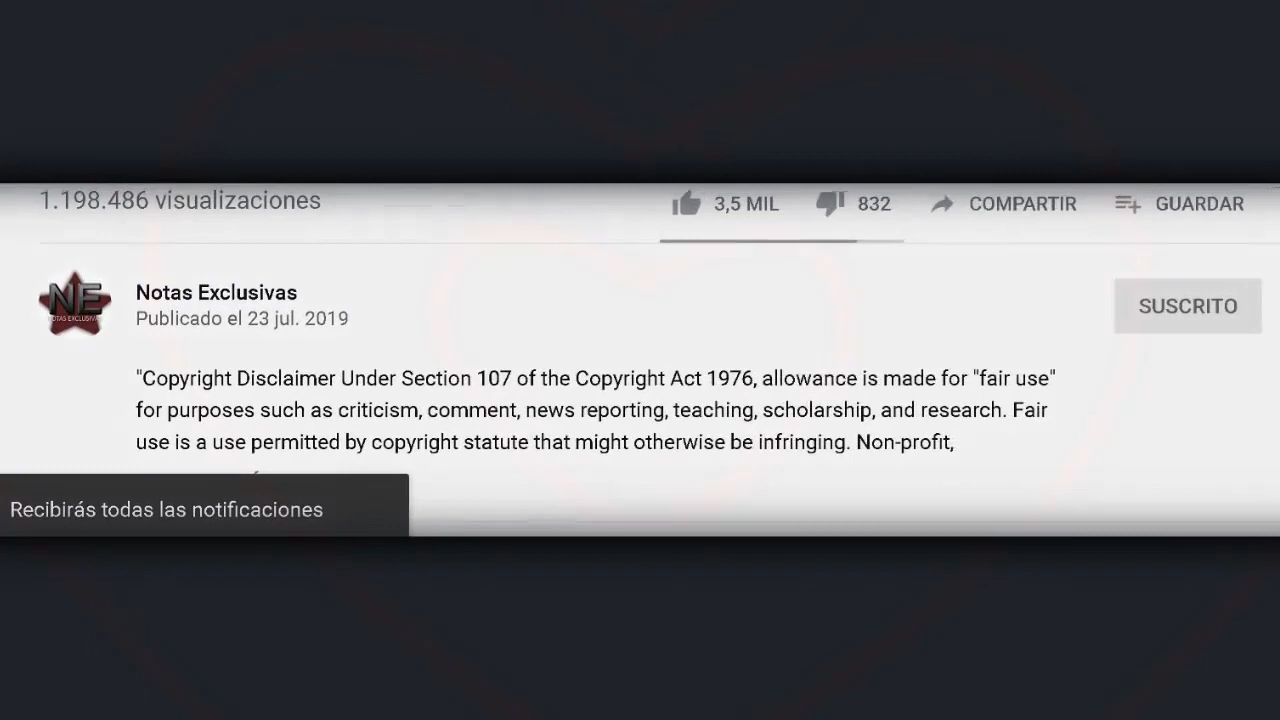 1.198.486 visualizaciones
3,5 MIL
832
COMPARTIR
GUARDAR
NE
NOTAS EXCLUSIVAS
Notas Exclusivas
Publicado el 23 jul. 2019
SUSCRITO
"Copyright Disclaimer Under Section 107 of the Copyright Act 1976, allowance is made for "fair use"
for purposes such as criticism, comment, news reporting, teaching, scholarship, and research. Fair
use is a use permitted by copyright statute that might otherwise be infringing. Non-profit,
Recibirás todas las notificaciones